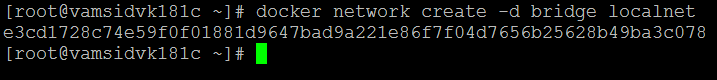 [root@vamsidvk181c ~]# docker network create -d bridge localnet
e3cd1728c74e59f0f01881d9647bad9a221e86f7f04d7656b25628b49ba3c078
[root@vamsidvk181c ~]#